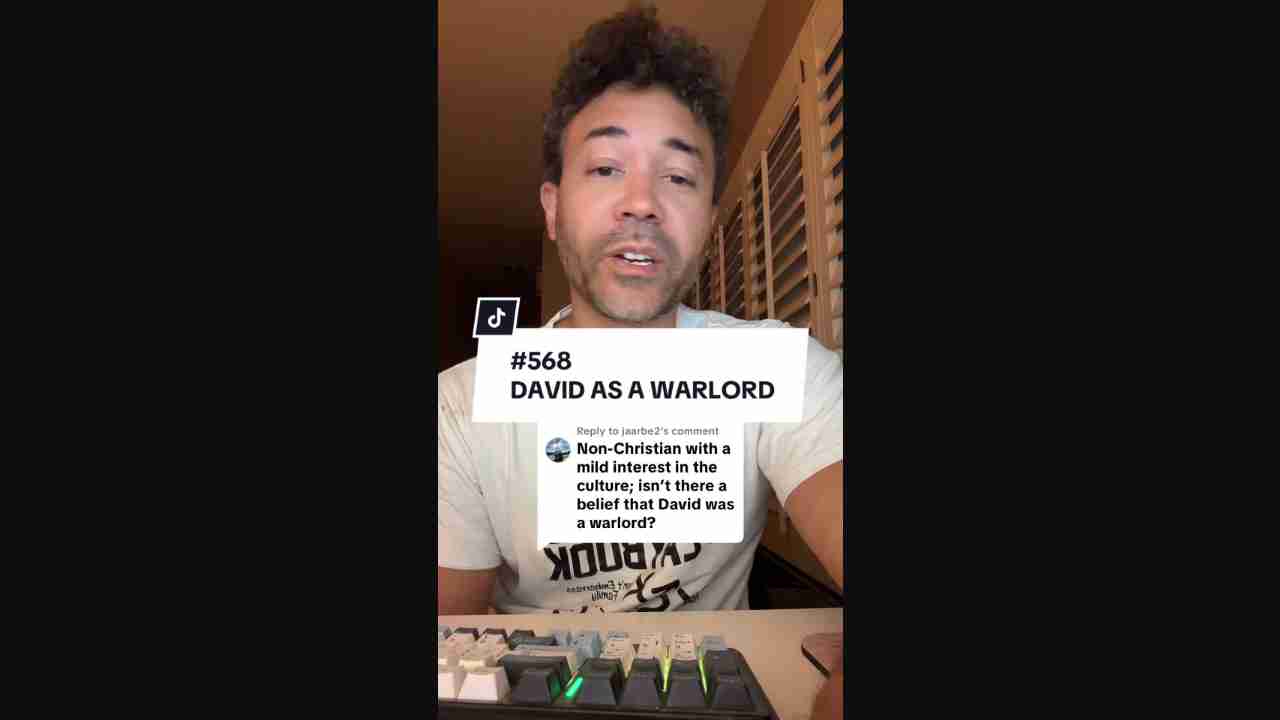 #568
DAVID AS A WARLORD
Reply to jaarbe2's comment
Non-Christian with a
mild interest in the
culture; isn't there a
belief that David was
a warlord?